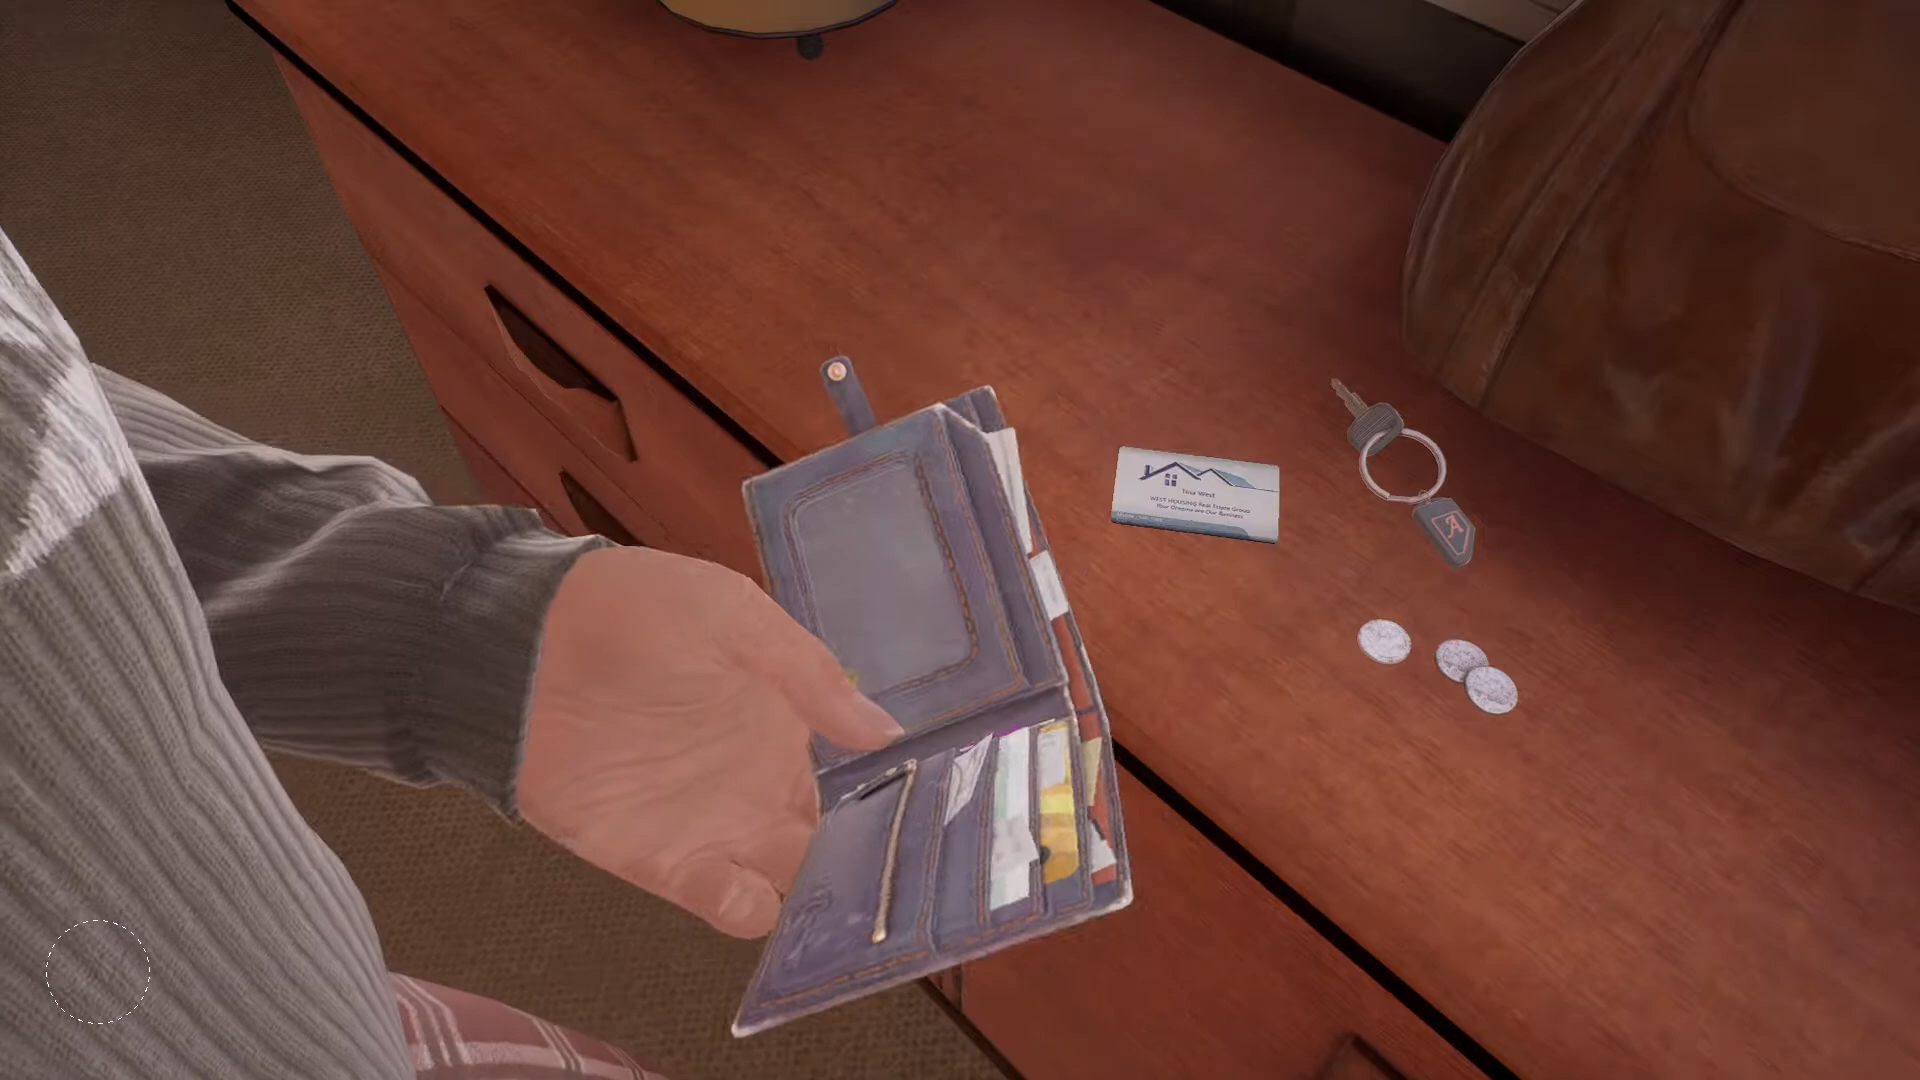 Tina West
WEST HOUSING Real Estate Group
Your Dreams are Our Business
A